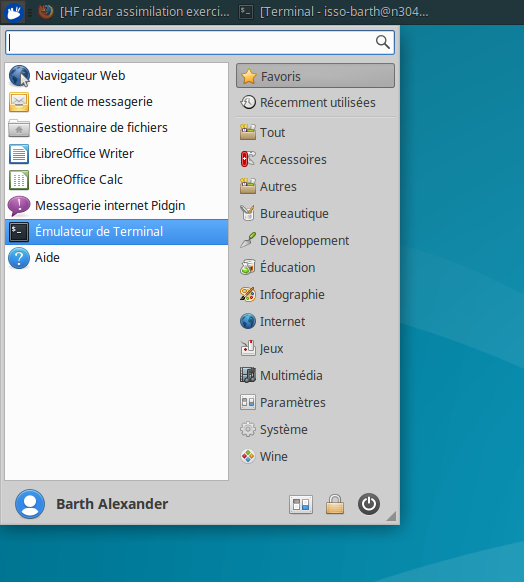 [HF radar assimilation exerci...
[Terminal - isso-barth@n304...
Navigateur Web
Client de messagerie
Gestionnaire de fichiers
LibreOffice Writer
LibreOffice Calc
Messagerie internet Pidgin
Émulateur de Terminal
Aide
Favoris
Récemment utilisées
Tout
Accessoires
Autres
Bureautique
Développement
Éducation
Infographie
Internet
Jeux
Multimédia
Paramètres
Système
Wine
Barth Alexander